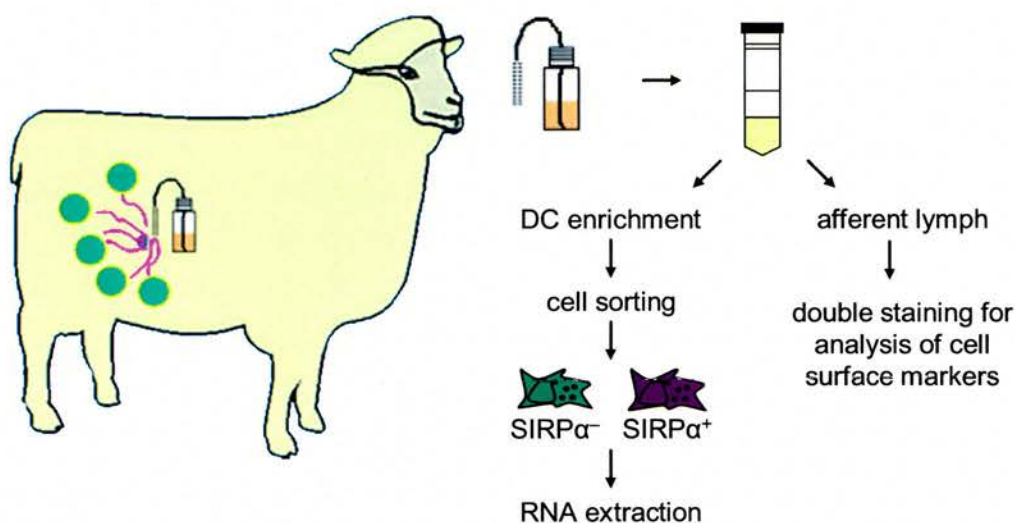 DC enrichment
afferent lymph
cell sorting
double staining for
analysis of cell
surface markers
SIRPα⁻
SIRPα⁺
RNA extraction